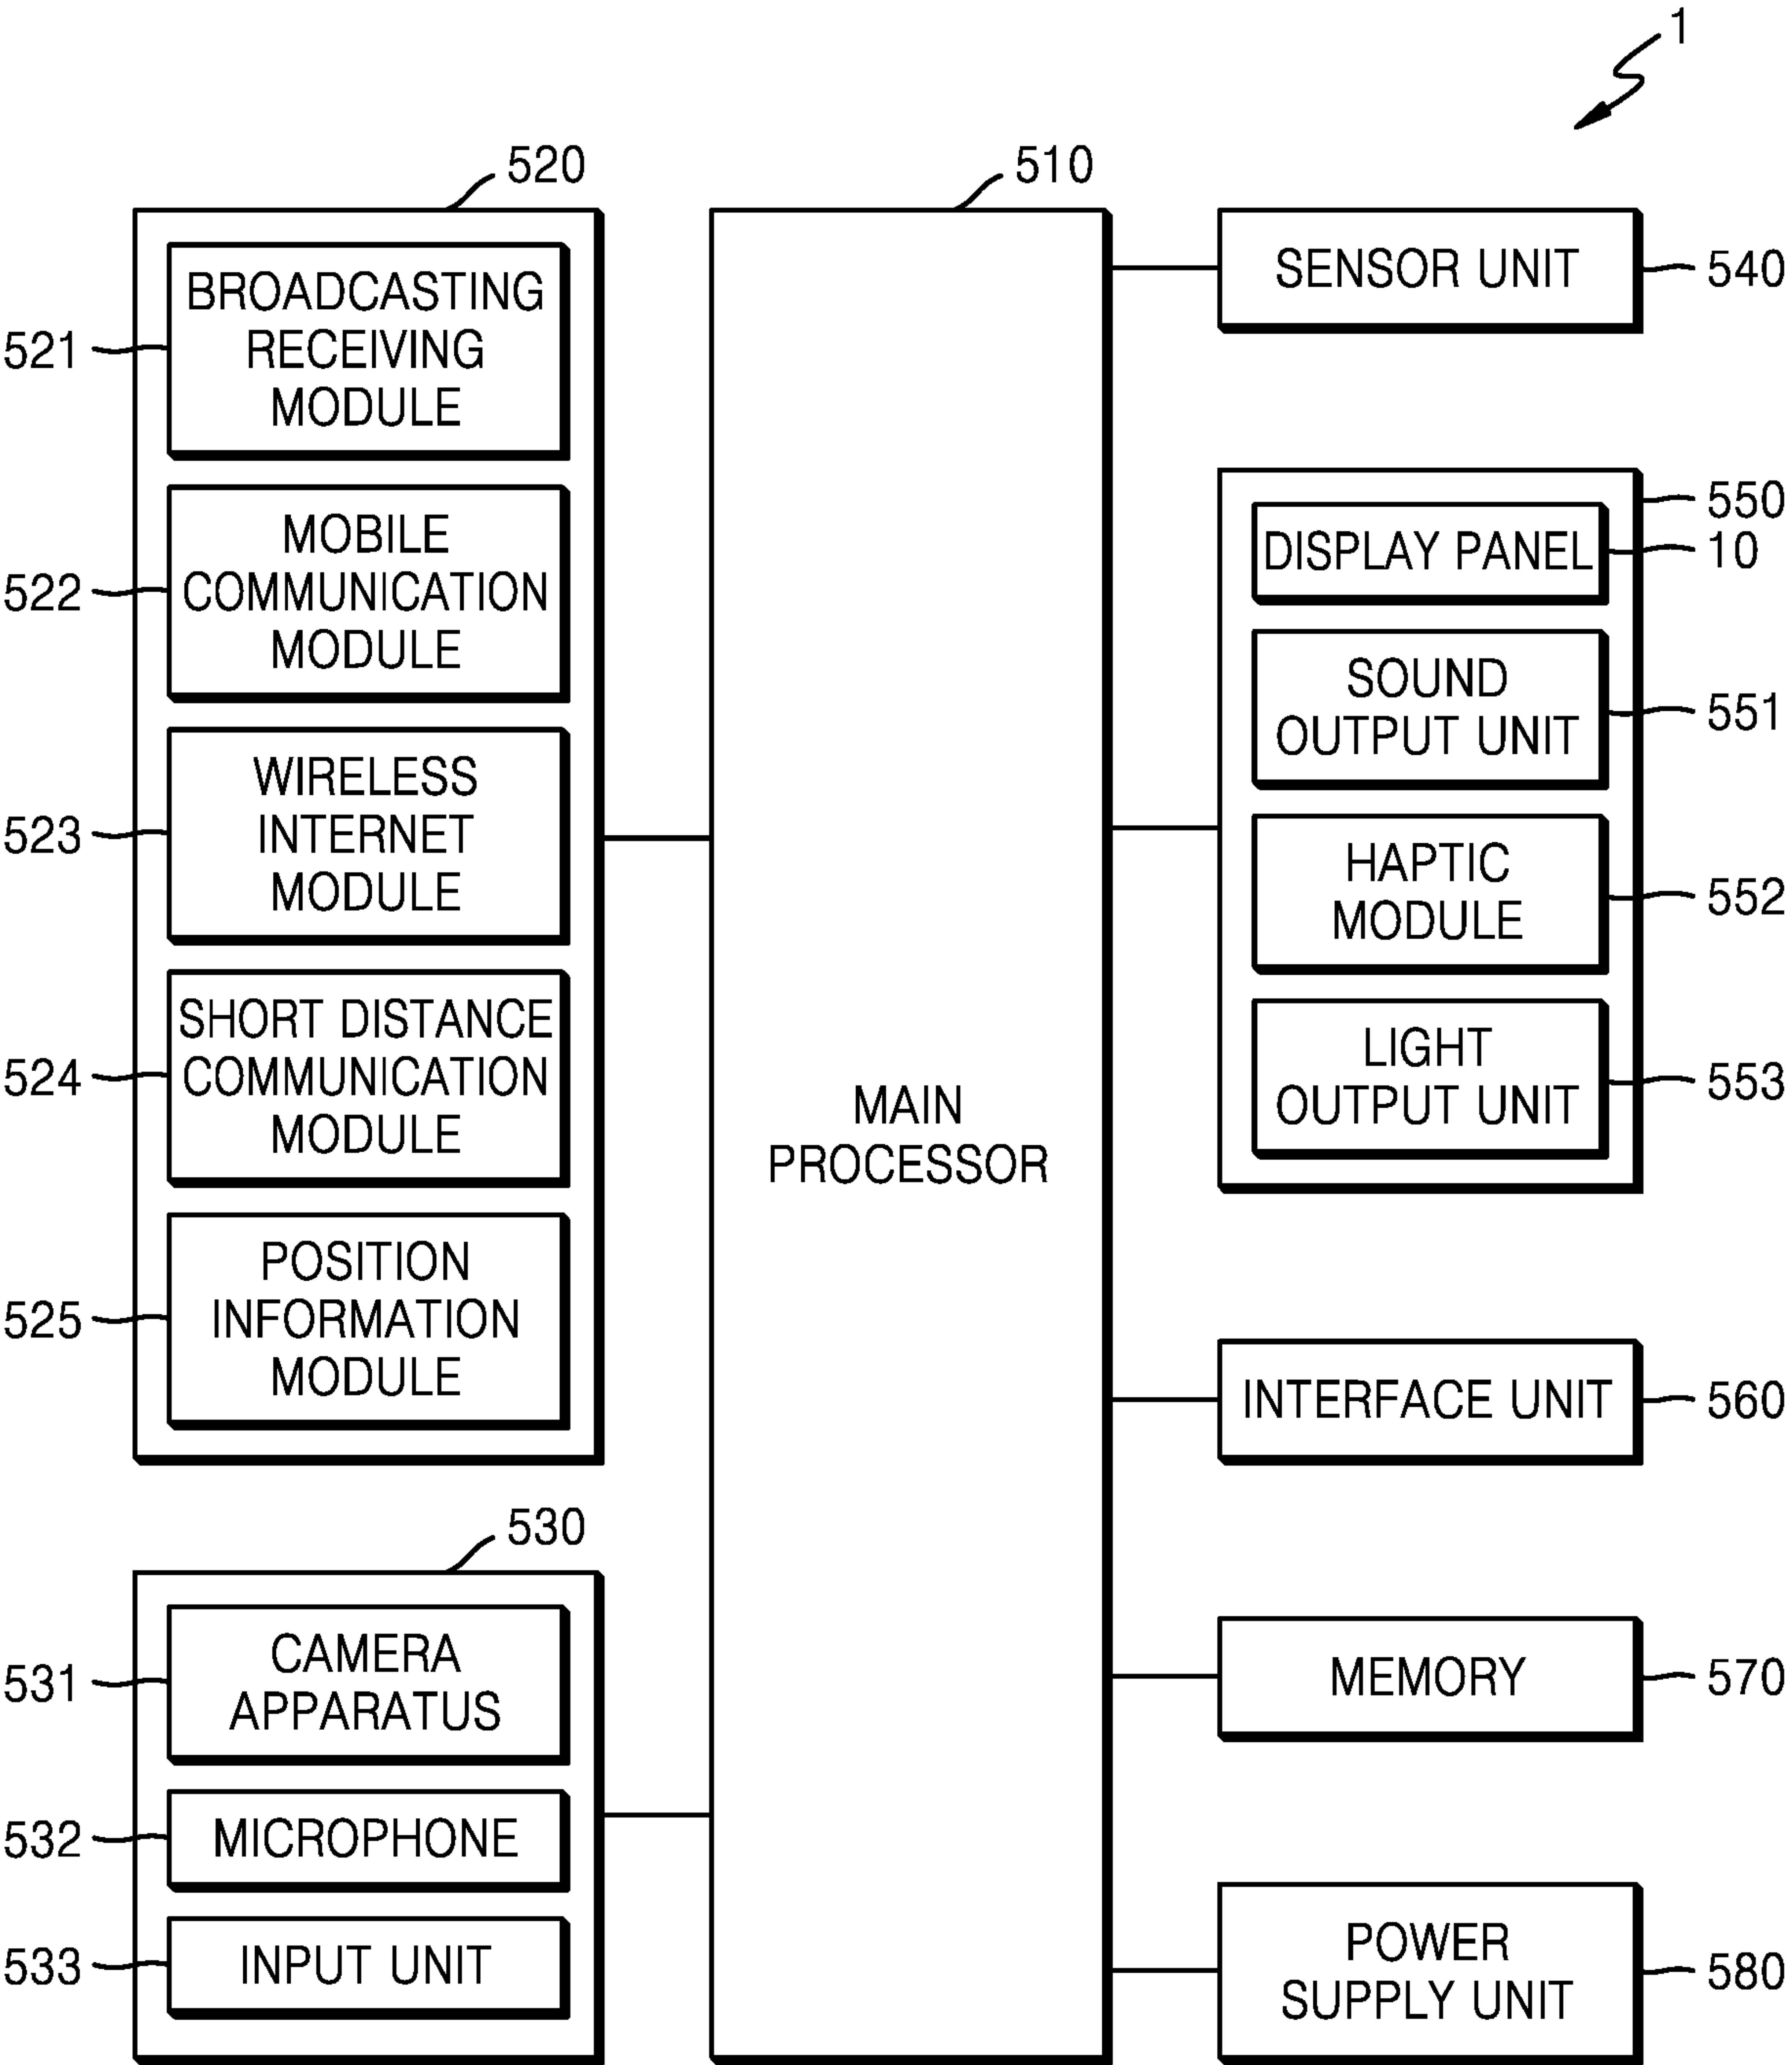 1
520
510
BROADCASTING
RECEIVING
MODULE
521
MOBILE
COMMUNICATION
MODULE
522
WIRELESS
INTERNET
MODULE
523
SHORT DISTANCE
COMMUNICATION
MODULE
524
POSITION
INFORMATION
MODULE
525
530
CAMERA
APPARATUS
531
MICROPHONE
532
INPUT UNIT
533
MAIN
PROCESSOR
SENSOR UNIT
540
550
DISPLAY PANEL
10
SOUND
OUTPUT UNIT
551
HAPTIC
MODULE
552
LIGHT
OUTPUT UNIT
553
INTERFACE UNIT
560
MEMORY
570
POWER
SUPPLY UNIT
580